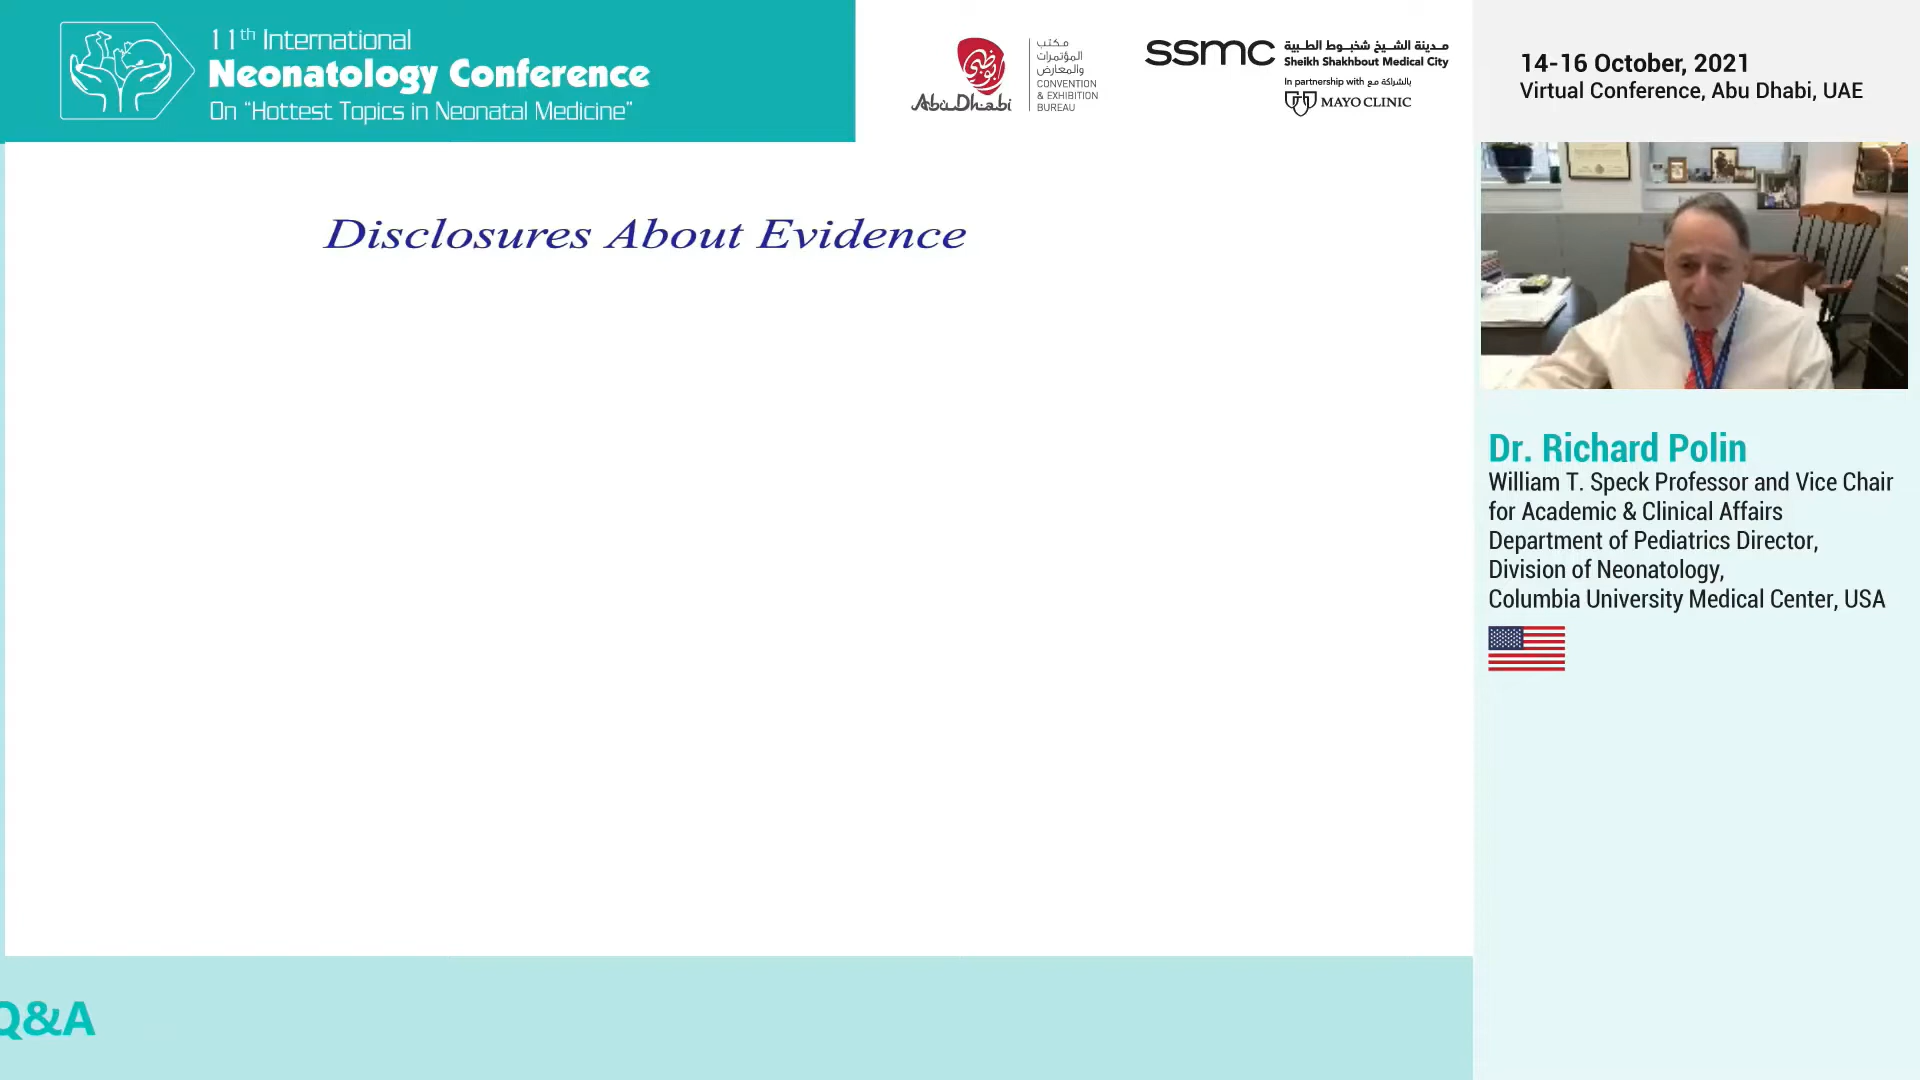 11th International
Neonatology Conference
On “Hottest Topics in Neonatal Medicine”
أبوظبي
AbuDhabi
مكتب
المؤتمرات
والمعارض
CONVENTION
& EXHIBITION
BUREAU
ssmc
مدينة الشيخ شخبوط الطبية
Sheikh Shakhbout Medical City
In partnership with بالشراكة مع
MAYO CLINIC
14-16 October, 2021
Virtual Conference, Abu Dhabi, UAE
Disclosures About Evidence
Dr. Richard Polin
William T. Speck Professor and Vice Chair
for Academic & Clinical Affairs
Department of Pediatrics Director,
Division of Neonatology,
Columbia University Medical Center, USA
Q&A